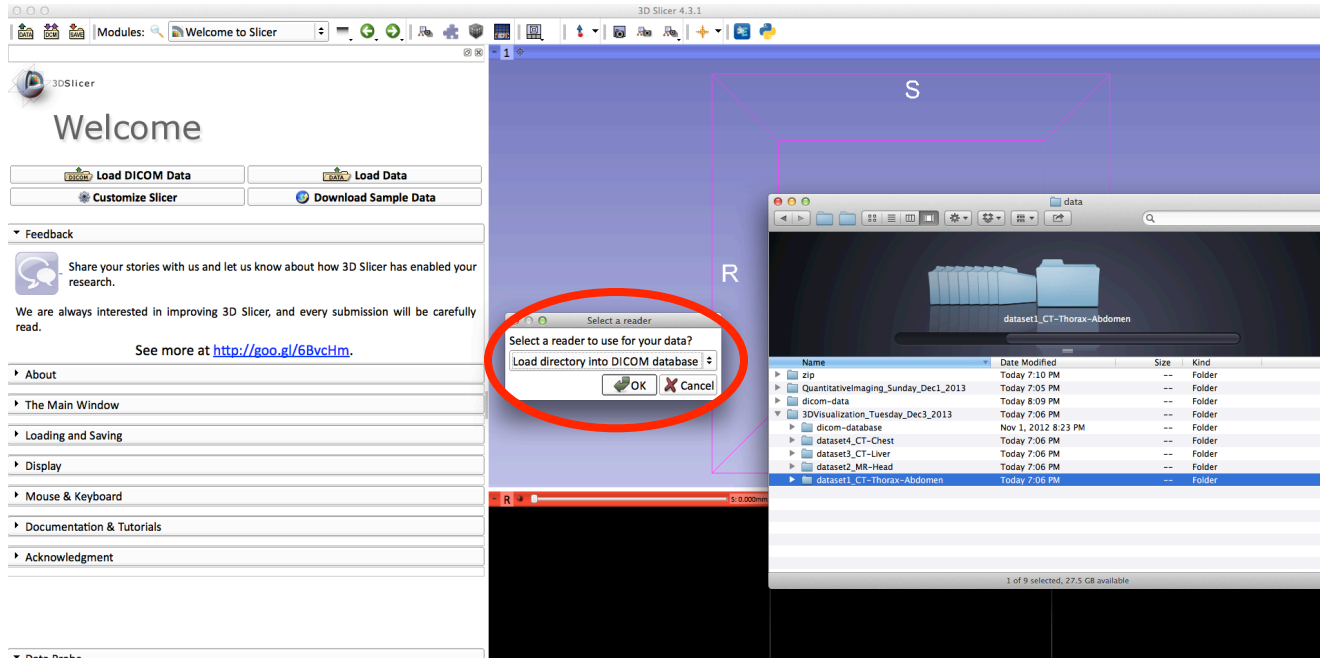 3D Slicer 4.3.1
DATA DCM SAVE Modules: Welcome to Slicer
1
3DSlicer
Welcome
DICOM Load DICOM Data
DATA Load Data
Customize Slicer
Download Sample Data
Feedback
Share your stories with us and let us know about how 3D Slicer has enabled your
research.
We are always interested in improving 3D Slicer, and every submission will be carefully
read.
See more at http://goo.gl/6BvcHm.
About
The Main Window
Loading and Saving
Display
Mouse & Keyboard
Documentation & Tutorials
Acknowledgment
Data Probe
S
R
Select a reader
Select a reader to use for your data?
Load directory into DICOM database
OK Cancel
R S: 0.000mm
data
dataset1_CT-Thorax-Abdomen
Name Date Modified Size Kind
zip Today 7:10 PM -- Folder
QuantitativeImaging_Sunday_Dec1_2013 Today 7:05 PM -- Folder
dicom-data Today 8:09 PM -- Folder
3DVisualization_Tuesday_Dec3_2013 Today 7:06 PM -- Folder
dicom-database Nov 1, 2012 8:23 PM -- Folder
dataset4_CT-Chest Today 7:06 PM -- Folder
dataset3_CT-Liver Today 7:06 PM -- Folder
dataset2_MR-Head Today 7:06 PM -- Folder
dataset1_CT-Thorax-Abdomen Today 7:06 PM -- Folder
1 of 9 selected, 27.5 GB available